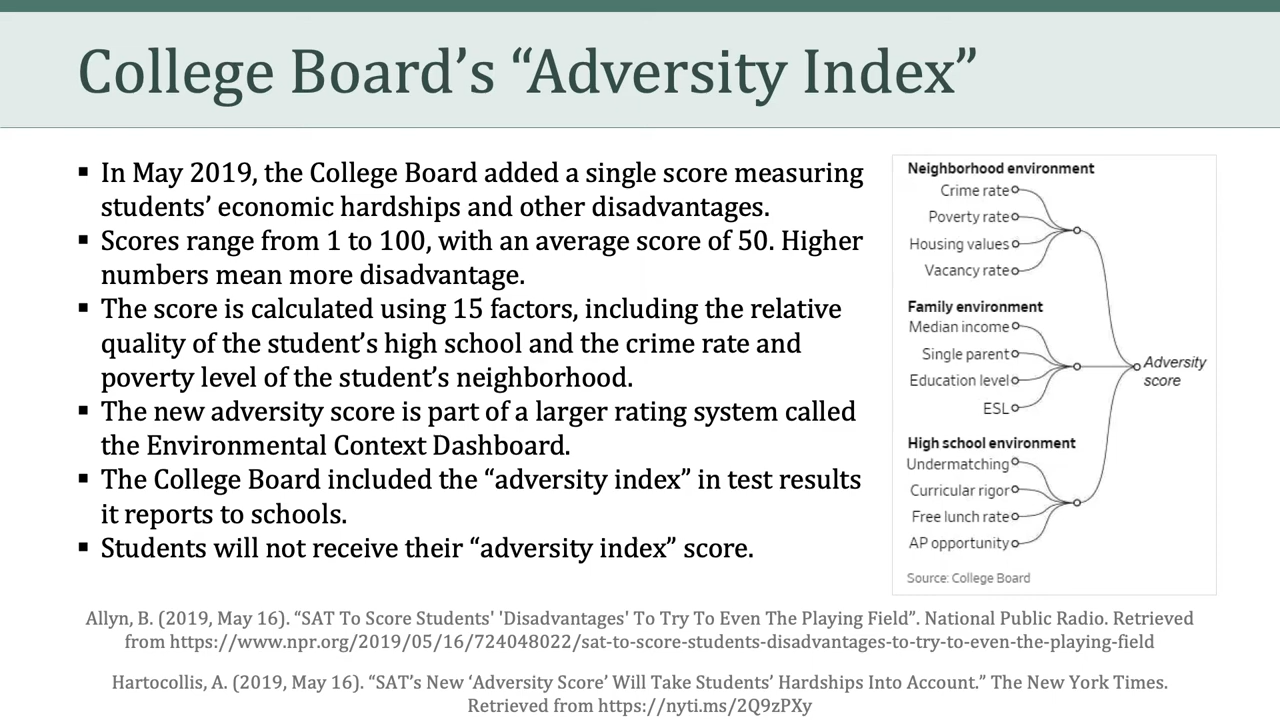 College Board’s “Adversity Index”
▪ In May 2019, the College Board added a single score measuring
students’ economic hardships and other disadvantages.
▪ Scores range from 1 to 100, with an average score of 50. Higher
numbers mean more disadvantage.
▪ The score is calculated using 15 factors, including the relative
quality of the student’s high school and the crime rate and
poverty level of the student’s neighborhood.
▪ The new adversity score is part of a larger rating system called
the Environmental Context Dashboard.
▪ The College Board included the “adversity index” in test results
it reports to schools.
▪ Students will not receive their “adversity index” score.
Neighborhood environment
Crime rate
Poverty rate
Housing values
Vacancy rate
Family environment
Median income
Single parent
Education level
ESL
High school environment
Undermatching
Curricular rigor
Free lunch rate
AP opportunity
Adversity
score
Source: College Board
Allyn, B. (2019, May 16). “SAT To Score Students' 'Disadvantages' To Try To Even The Playing Field”. National Public Radio. Retrieved
from https://www.npr.org/2019/05/16/724048022/sat-to-score-students-disadvantages-to-try-to-even-the-playing-field
Hartocollis, A. (2019, May 16). “SAT’s New ‘Adversity Score’ Will Take Students’ Hardships Into Account.” The New York Times.
Retrieved from https://nyti.ms/2Q9zPXy